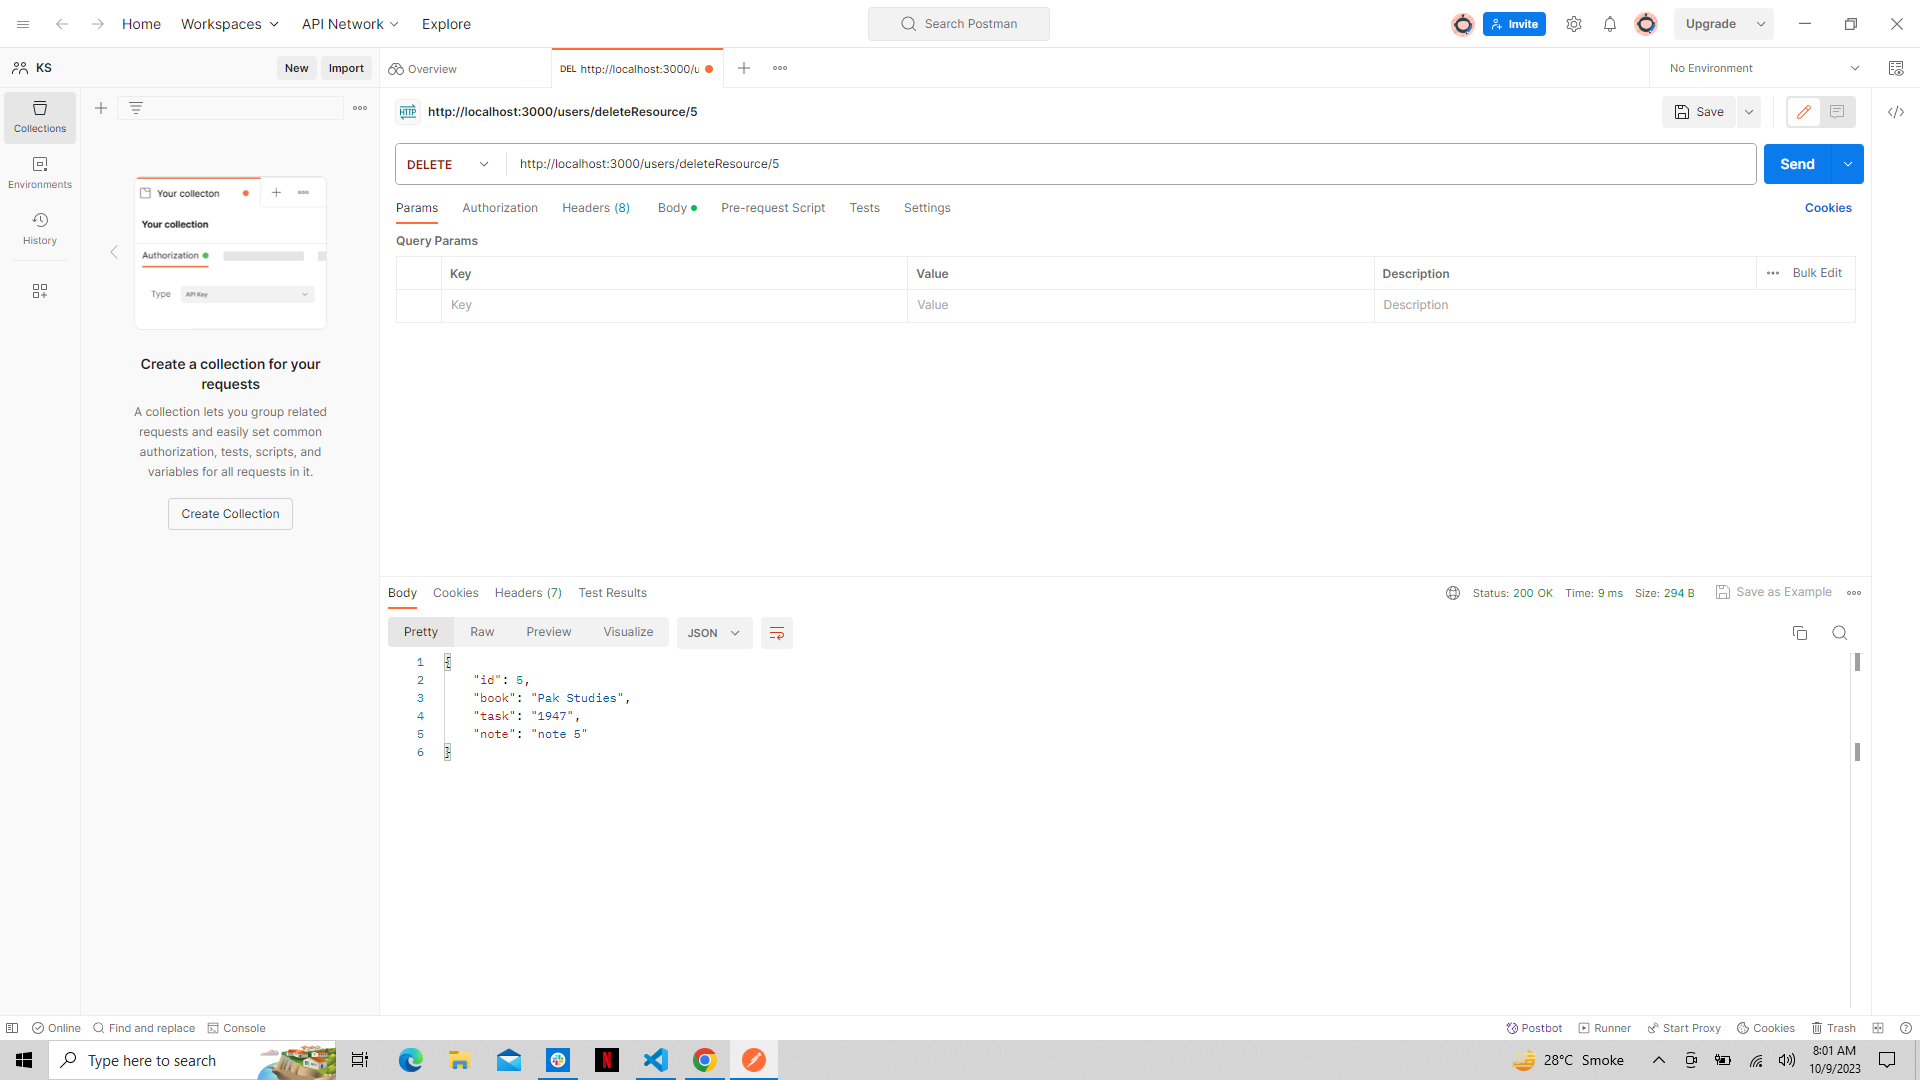 Home
Workspaces
API Network
Explore
Search Postman
Invite
Upgrade
KS
New
Import
Overview
DEL http://localhost:3000/u
No Environment
Collections
Environments
History
Your collecton
Your collection
Authorization
Type
API Key
Create a collection for your
requests
A collection lets you group related
requests and easily set common
authorization, tests, scripts, and
variables for all requests in it.
Create Collection
HTTP
http://localhost:3000/users/deleteResource/5
Save
DELETE
http://localhost:3000/users/deleteResource/5
Send
Params
Authorization
Headers (8)
Body
Pre-request Script
Tests
Settings
Cookies
Query Params
Key
Value
Description
Bulk Edit
Key
Value
Description
Body
Cookies
Headers (7)
Test Results
Status: 200 OK
Time: 9 ms
Size: 294 B
Save as Example
Pretty
Raw
Preview
Visualize
JSON
1 {
2 "id": 5,
3 "book": "Pak Studies",
4 "task": "1947",
5 "note": "note 5"
6 }
Online
Find and replace
Console
Postbot
Runner
Start Proxy
Cookies
Trash
Type here to search
N
28°C Smoke
8:01 AM
10/9/2023